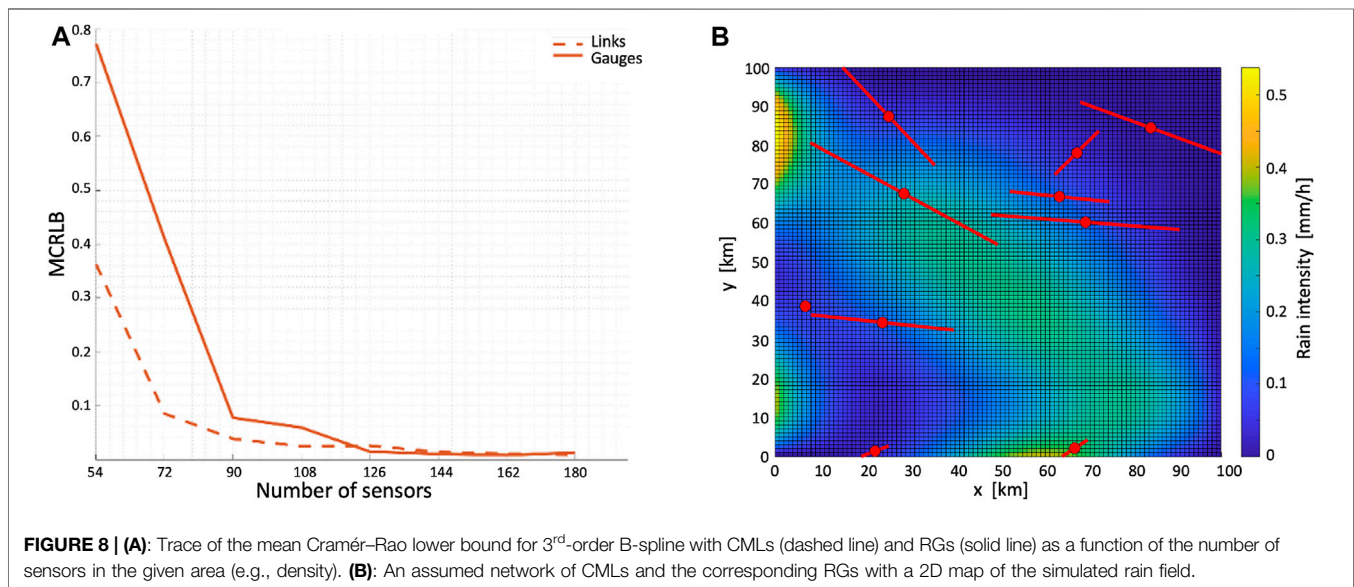 A
0.8
0.7
0.6
0.5
0.4
0.3
0.2
0.1
MCRLB
54 72 90 108 126 144 162 180
Number of sensors
Links
Gauges
B
100
90
80
70
60
50
40
30
20
10
0
y [km]
0 10 20 30 40 50 60 70 80 90 100
x [km]
0.5
0.4
0.3
0.2
0.1
0
Rain intensity [mm/h]
FIGURE 8 | (A): Trace of the mean Cramér–Rao lower bound for 3rd-order B-spline with CMLs (dashed line) and RGs (solid line) as a function of the number of
sensors in the given area (e.g., density). (B): An assumed network of CMLs and the corresponding RGs with a 2D map of the simulated rain field.